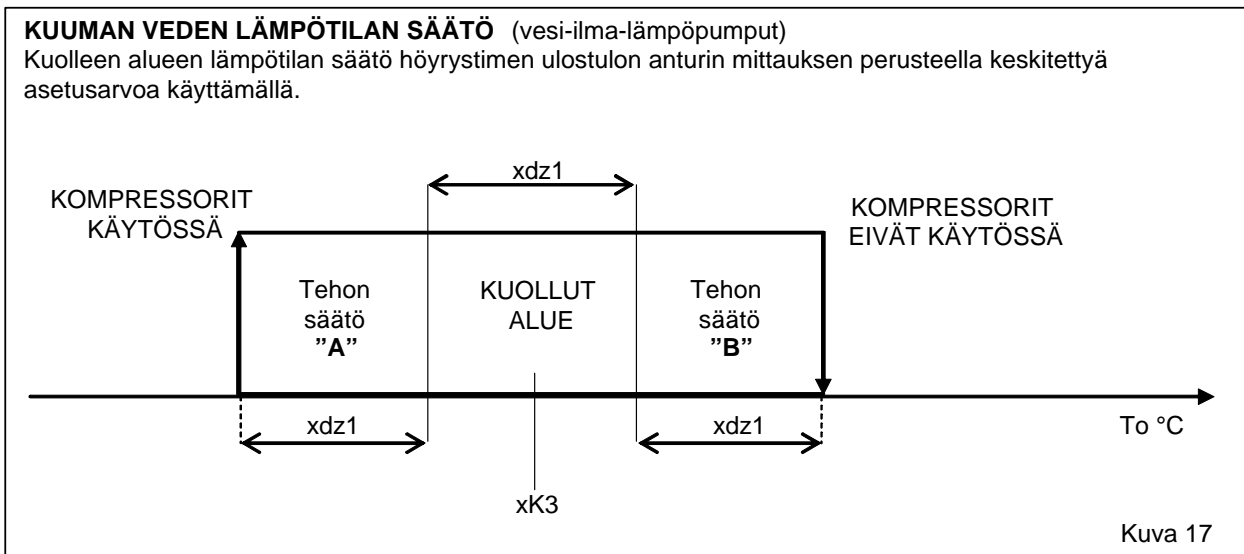 KUUMAN VEDEN LÄMPÖTILAN SÄÄTÖ (vesi-ilma-lämpöpumput)
Kuolleen alueen lämpötilan säätö höyrystimen ulostulon anturin mittauksen perusteella keskitettyä
asetusarvoa käyttämällä.
xdz1
KOMPRESSORIT
KÄYTÖSSÄ
KOMPRESSORIT
EIVÄT KÄYTÖSSÄ
Tehon
säätö
”A”
KUOLLUT
ALUE
Tehon
säätö
”B”
xdz1
xdz1
To °C
xK3
Kuva 17